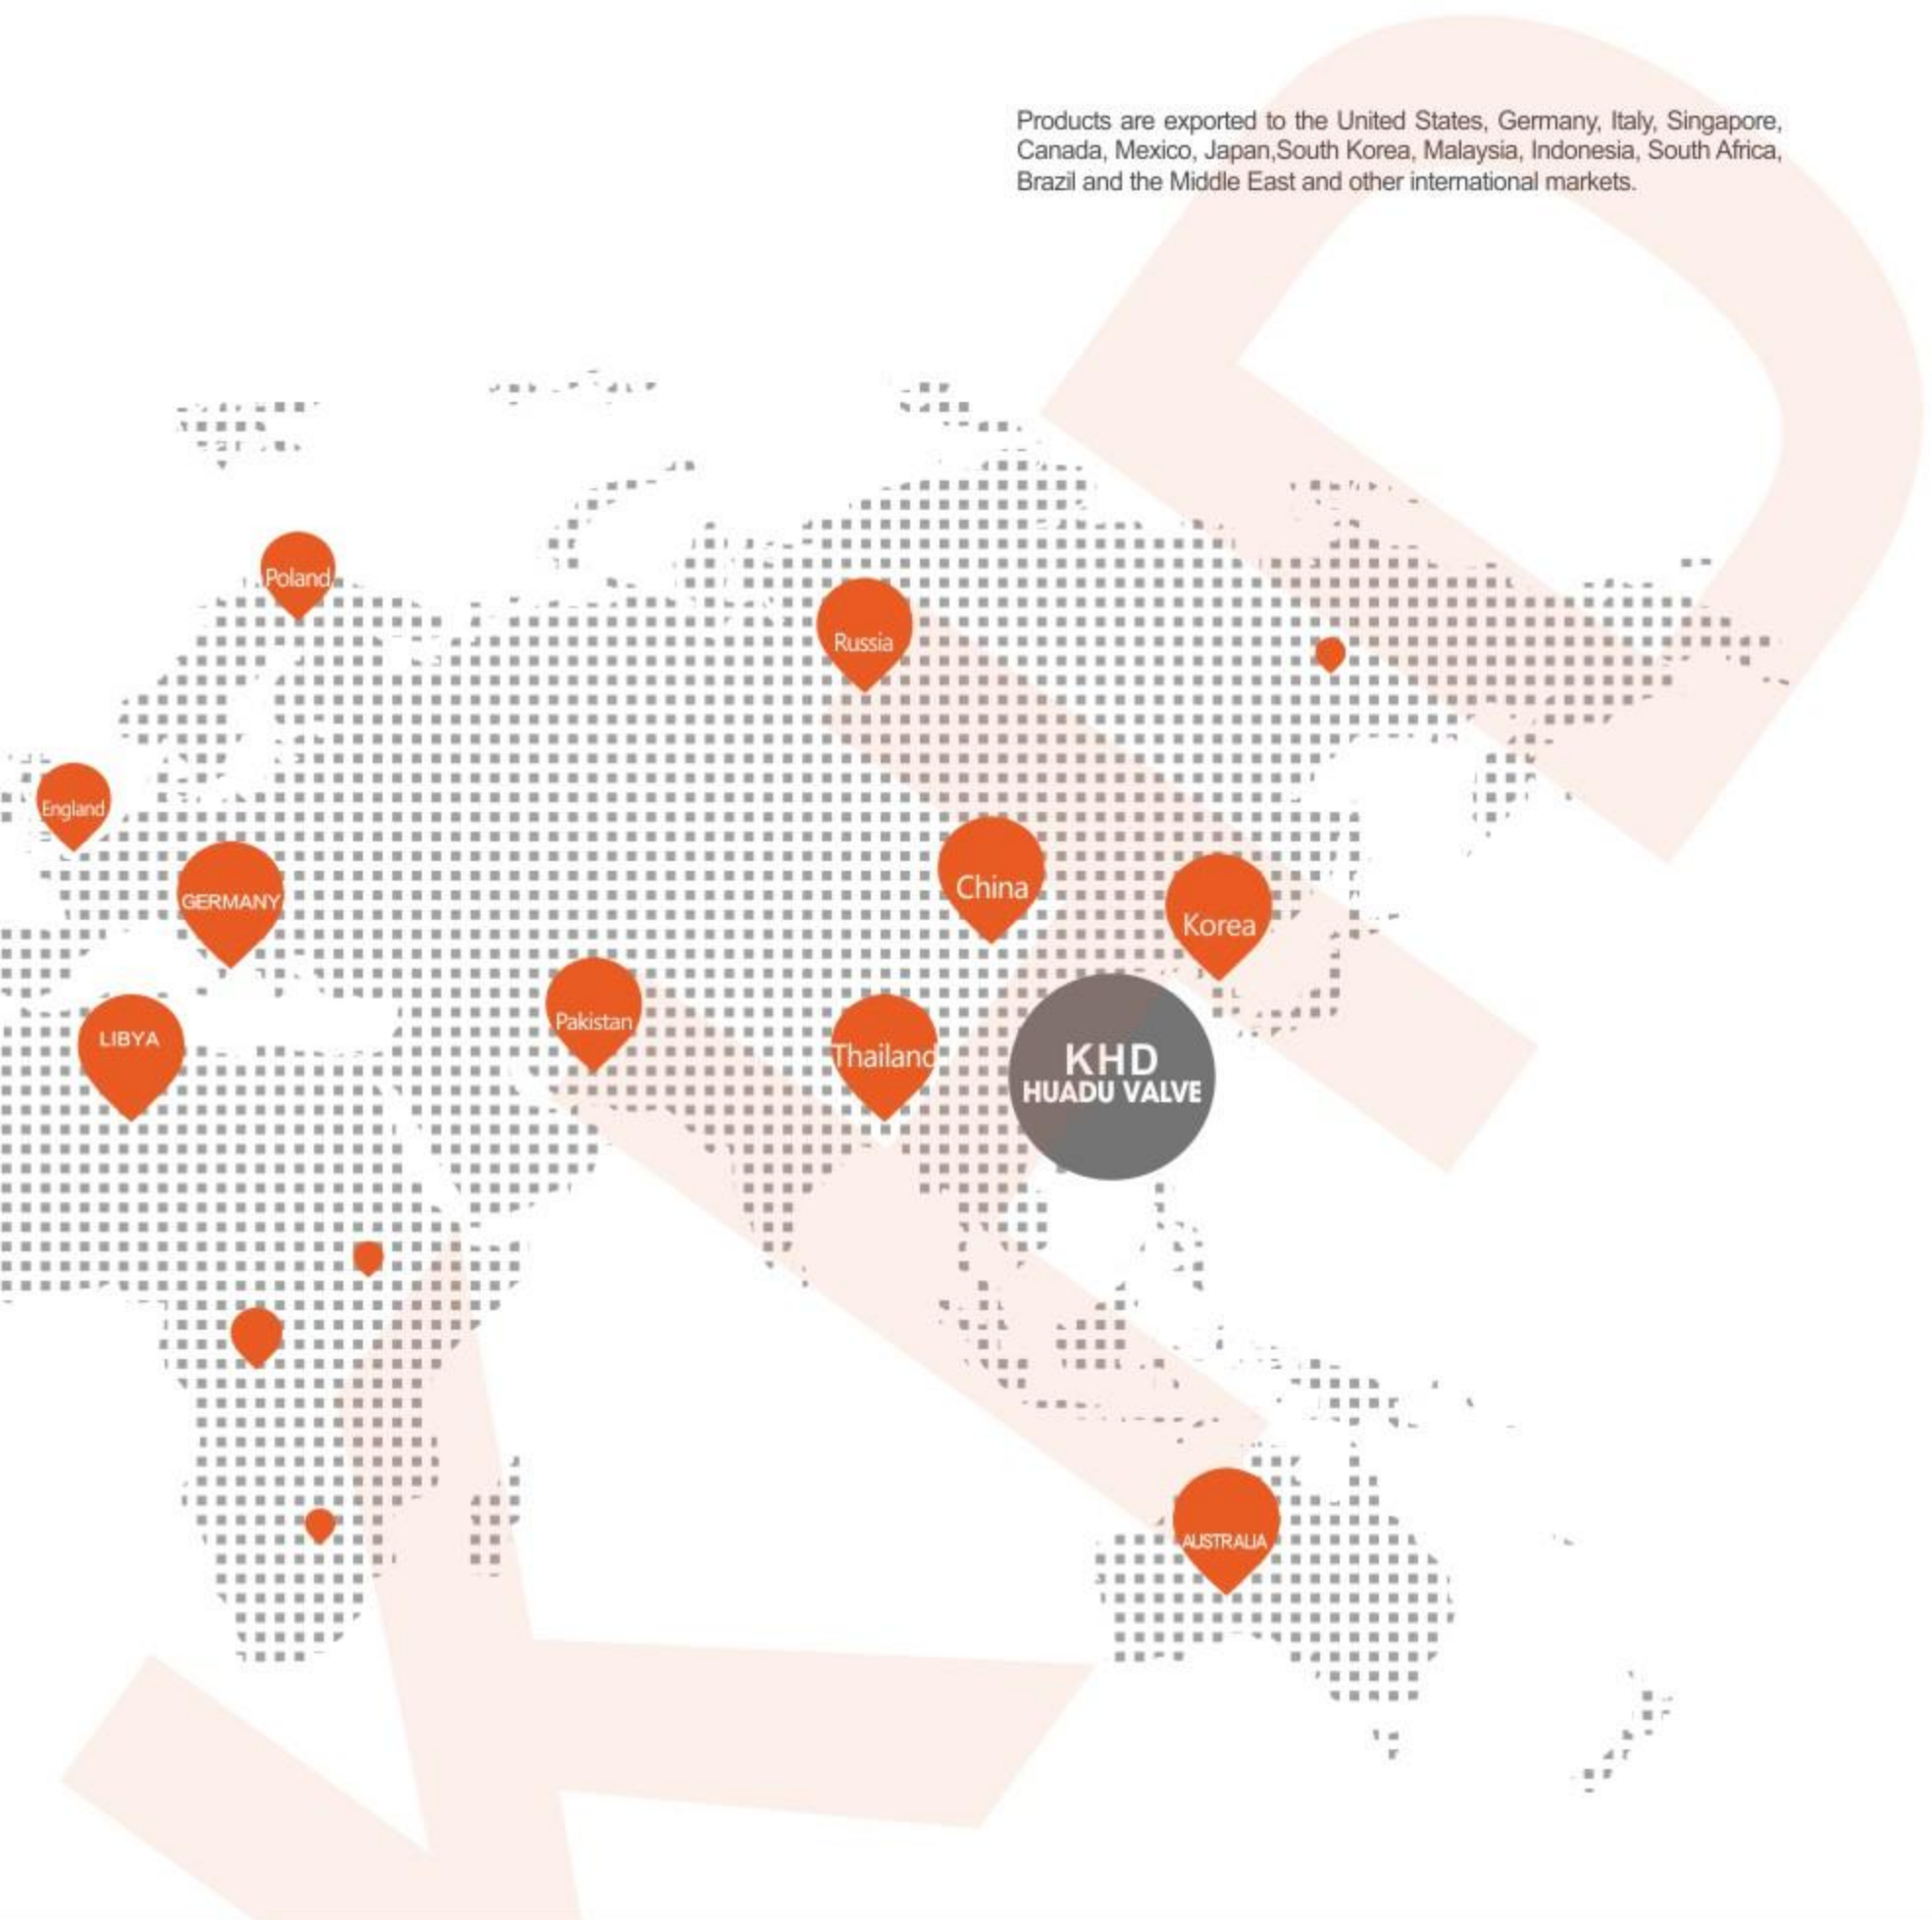 Products are exported to the United States, Germany, Italy, Singapore,
Canada, Mexico, Japan,South Korea, Malaysia, Indonesia, South Africa,
Brazil and the Middle East and other international markets.
Poland
Russia
England
GERMANY
China
Korea
LIBYA
Pakistan
Thailand
KHD
HUADU VALVE
AUSTRALIA
KHD